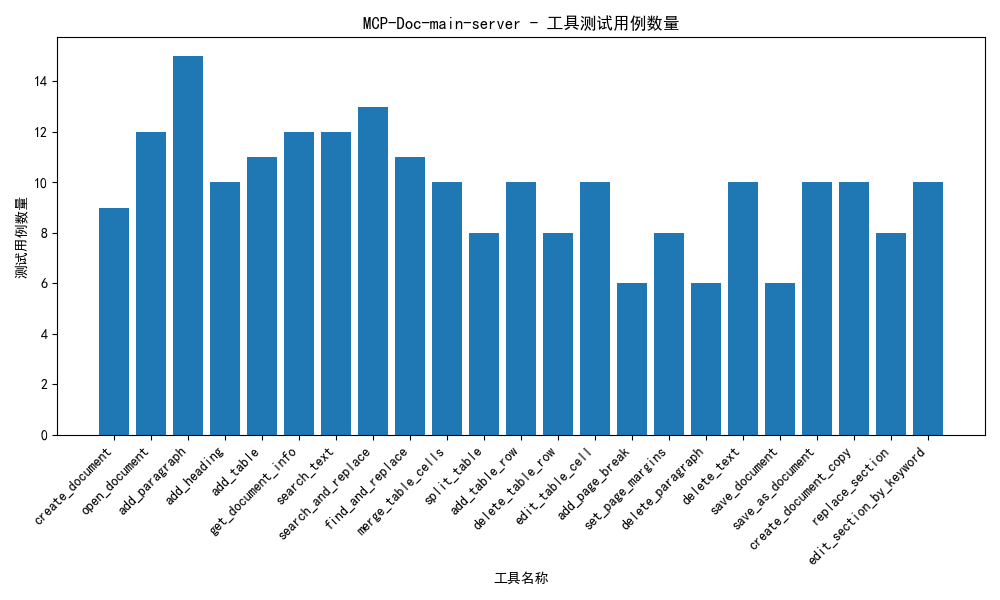 MCP-Doc-main-server - 工具测试用例数量
测试用例数量
14
12
10
8
6
4
2
0
create_document
open_document
add_paragraph
add_heading
add_table
get_document_info
search_text
search_and_replace
find_and_replace
merge_table_cells
split_table
add_table_row
delete_table_row
edit_table_cell
add_page_break
set_page_margins
delete_paragraph
delete_text
save_document
save_as_document
create_document_copy
replace_section
edit_section_by_keyword
工具名称